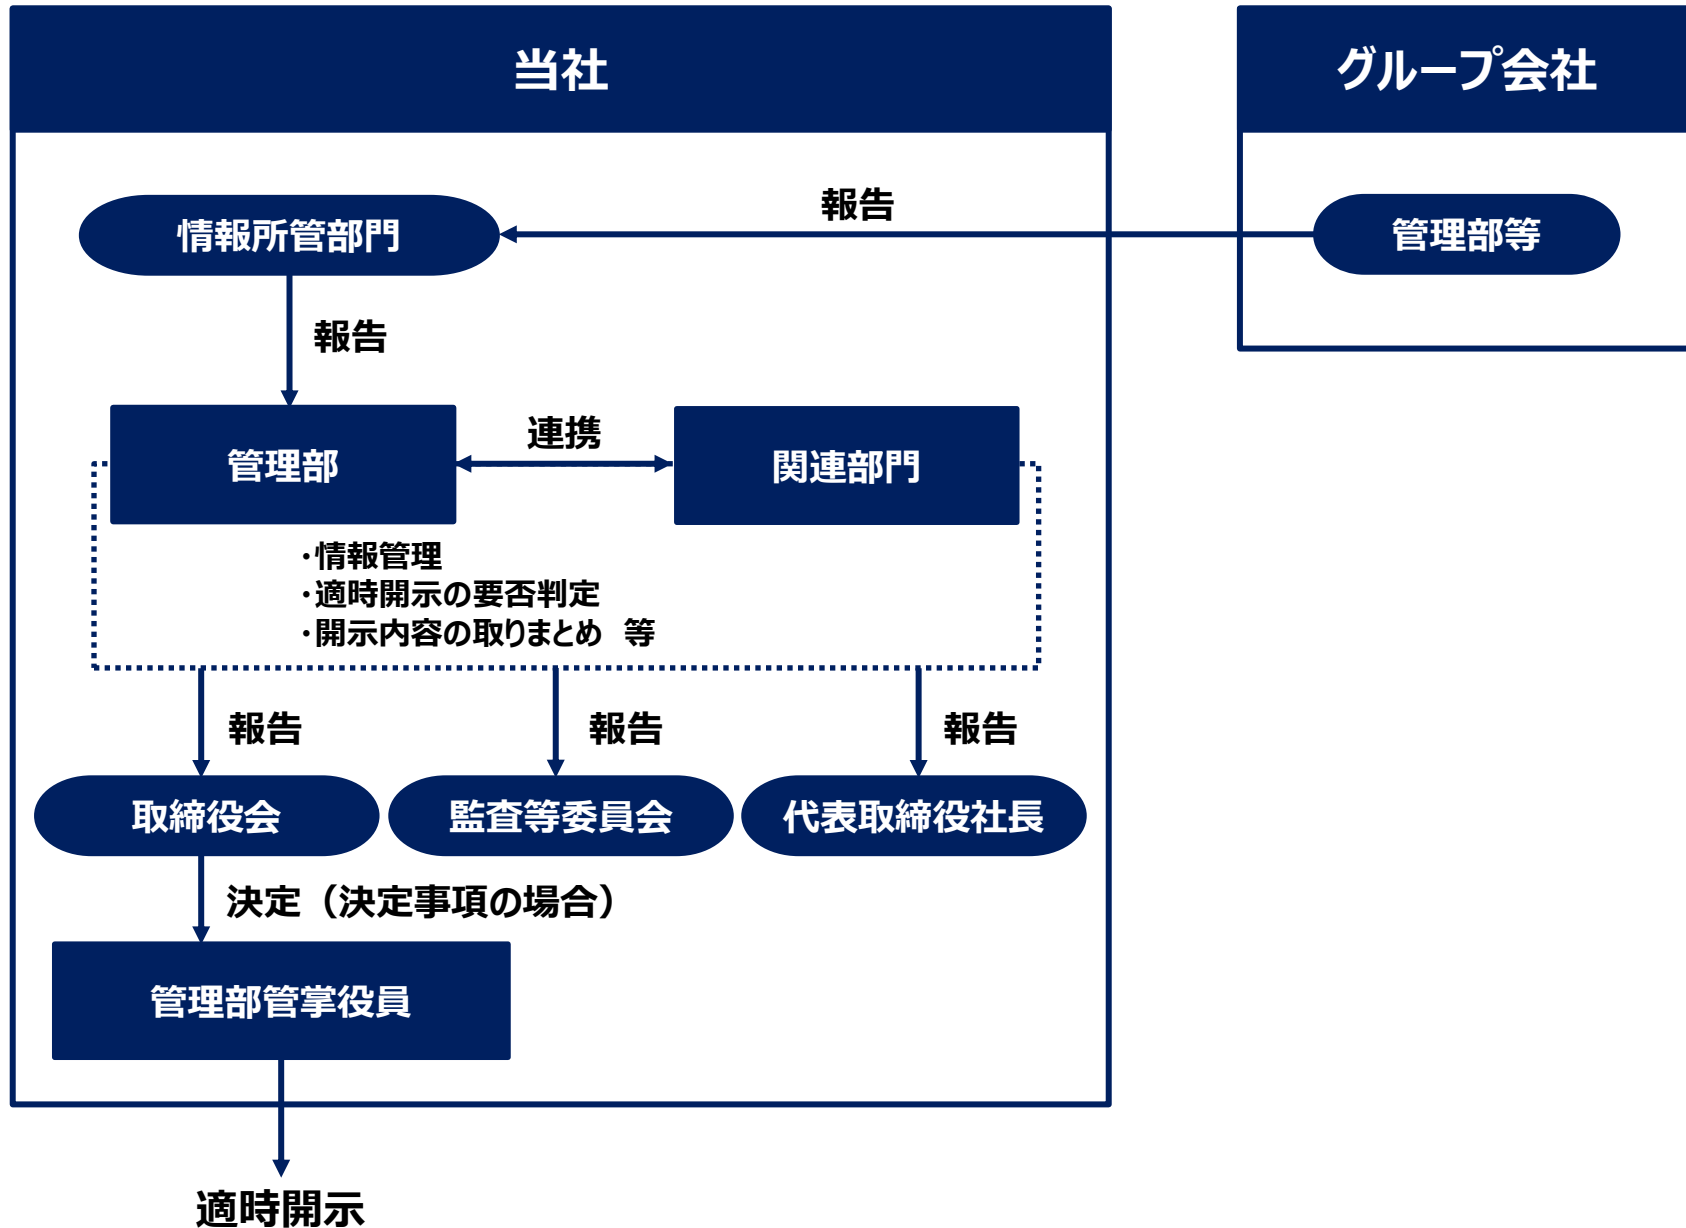 当社
グループ会社
報告
情報所管部門
管理部等
報告
連携
管理部
関連部門
・情報管理
・適時開示の要否判定
・開示内容の取りまとめ 等
報告
報告
報告
取締役会
監査等委員会
代表取締役社長
決定（決定事項の場合）
管理部管掌役員
適時開示